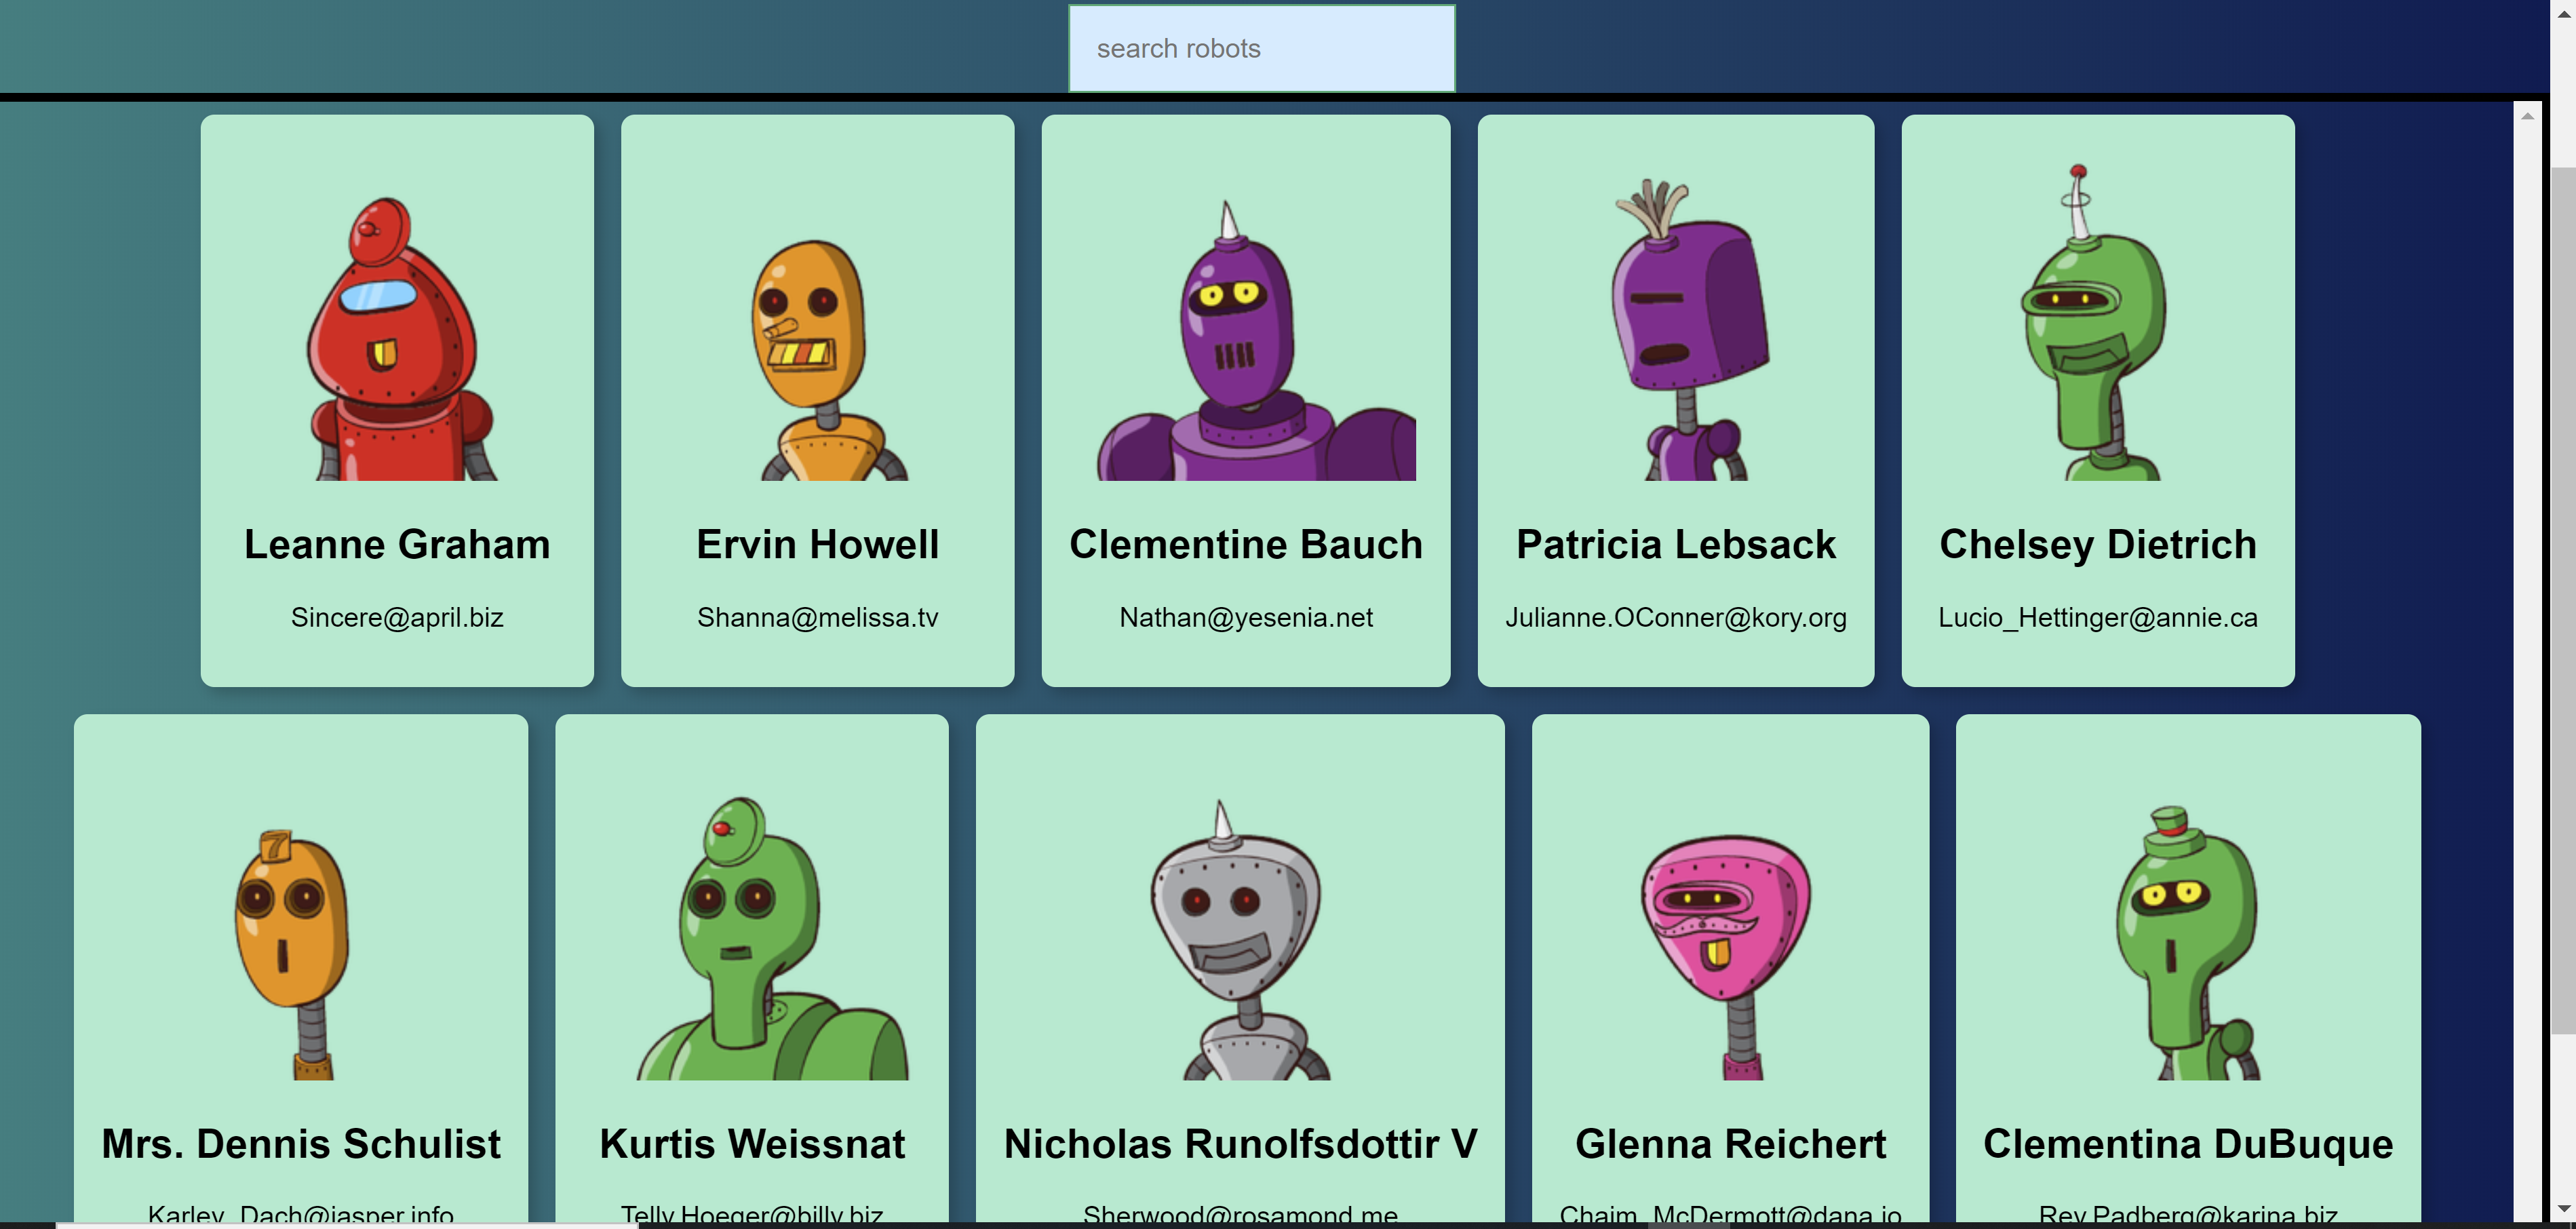 search robots
Leanne Graham
Sincere@april.biz
Ervin Howell
Shanna@melissa.tv
Clementine Bauch
Nathan@yesenia.net
Patricia Lebsack
Julianne.OConner@kory.org
Chelsey Dietrich
Lucio_Hettinger@annie.ca
7
Mrs. Dennis Schulist
Karley_Dach@jasper.info
Kurtis Weissnat
Telly.Hoeger@billy.biz
Nicholas Runolfsdottir V
Sherwood@rosamond.me
Glenna Reichert
Chaim_McDermott@dana.io
Clementina DuBuque
Rey.Padberg@karina.biz